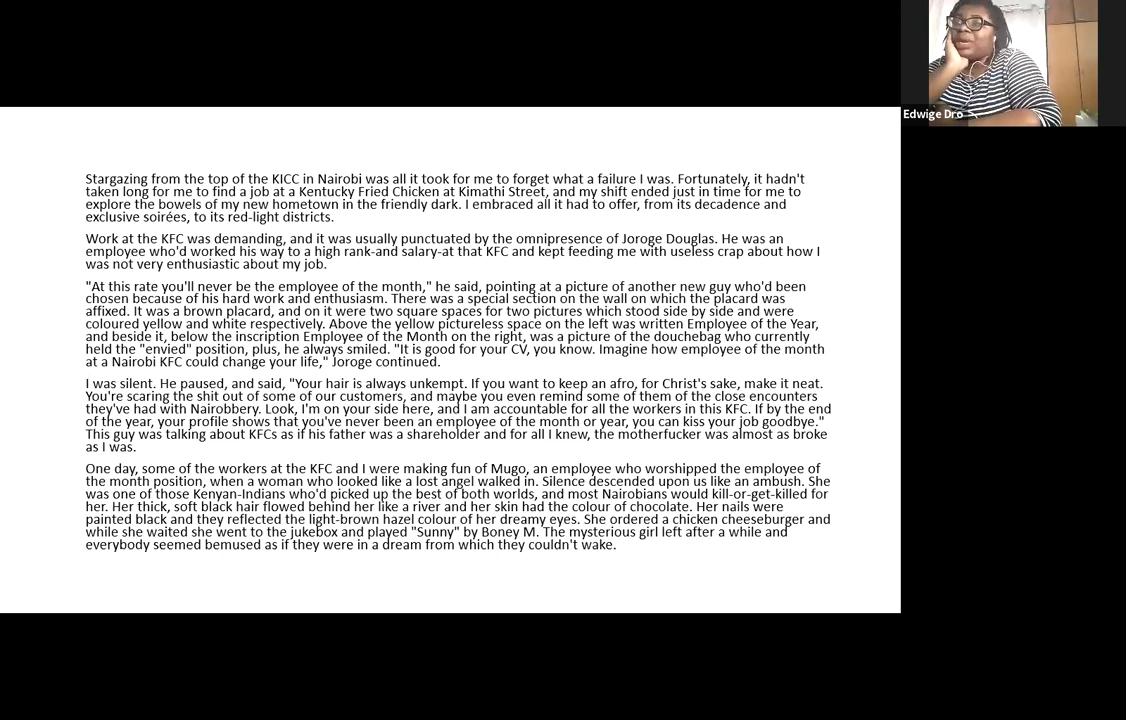 Edwige Dro
Stargazing from the top of the KICC in Nairobi was all it took for me to forget what a failure I was. Fortunately, it hadn't
taken long for me to find a job at a Kentucky Fried Chicken at Kimathi Street, and my shift ended just in time for me to
explore the bowels of my new hometown in the friendly dark. I embraced all it had to offer, from its decadence and
exclusive soirées, to its red-light districts.
Work at the KFC was demanding, and it was usually punctuated by the omnipresence of Joroge Douglas. He was an
employee who'd worked his way to a high rank-and salary-at that KFC and kept feeding me with useless crap about how I
was not very enthusiastic about my job.
"At this rate you'll never be the employee of the month," he said, pointing at a picture of another new guy who'd been
chosen because of his hard work and enthusiasm. There was a special section on the wall on which the placard was
affixed. It was a brown placard, and on it were two square spaces for two pictures which stood side by side and were
coloured yellow and white respectively. Above the yellow pictureless space on the left was written Employee of the Year,
and beside it, below the inscription Employee of the Month on the right, was a picture of the douchebag who currently
held the "envied" position, plus, he always smiled. "It is good for your CV, you know. Imagine how employee of the month
at a Nairobi KFC could change your life," Joroge continued.
I was silent. He paused, and said, "Your hair is always unkempt. If you want to keep an afro, for Christ's sake, make it neat.
You're scaring the shit out of some of our customers, and maybe you even remind some of them of the close encounters
they've had with Nairobbery. Look, I'm on your side here, and I am accountable for all the workers in this KFC. If by the end
of the year, your profile shows that you've never been an employee of the month or year, you can kiss your job goodbye."
This guy was talking about KFCs as if his father was a shareholder and for all I knew, the motherfucker was almost as broke
as I was.
One day, some of the workers at the KFC and I were making fun of Mugo, an employee who worshipped the employee of
the month position, when a woman who looked like a lost angel walked in. Silence descended upon us like an ambush. She
was one of those Kenyan-Indians who'd picked up the best of both worlds, and most Nairobians would kill-or-get-killed for
her. Her thick, soft black hair flowed behind her like a river and her skin had the colour of chocolate. Her nails were
painted black and they reflected the light-brown hazel colour of her dreamy eyes. She ordered a chicken cheeseburger and
while she waited she went to the jukebox and played "Sunny" by Boney M. The mysterious girl left after a while and
everybody seemed bemused as if they were in a dream from which they couldn't wake.